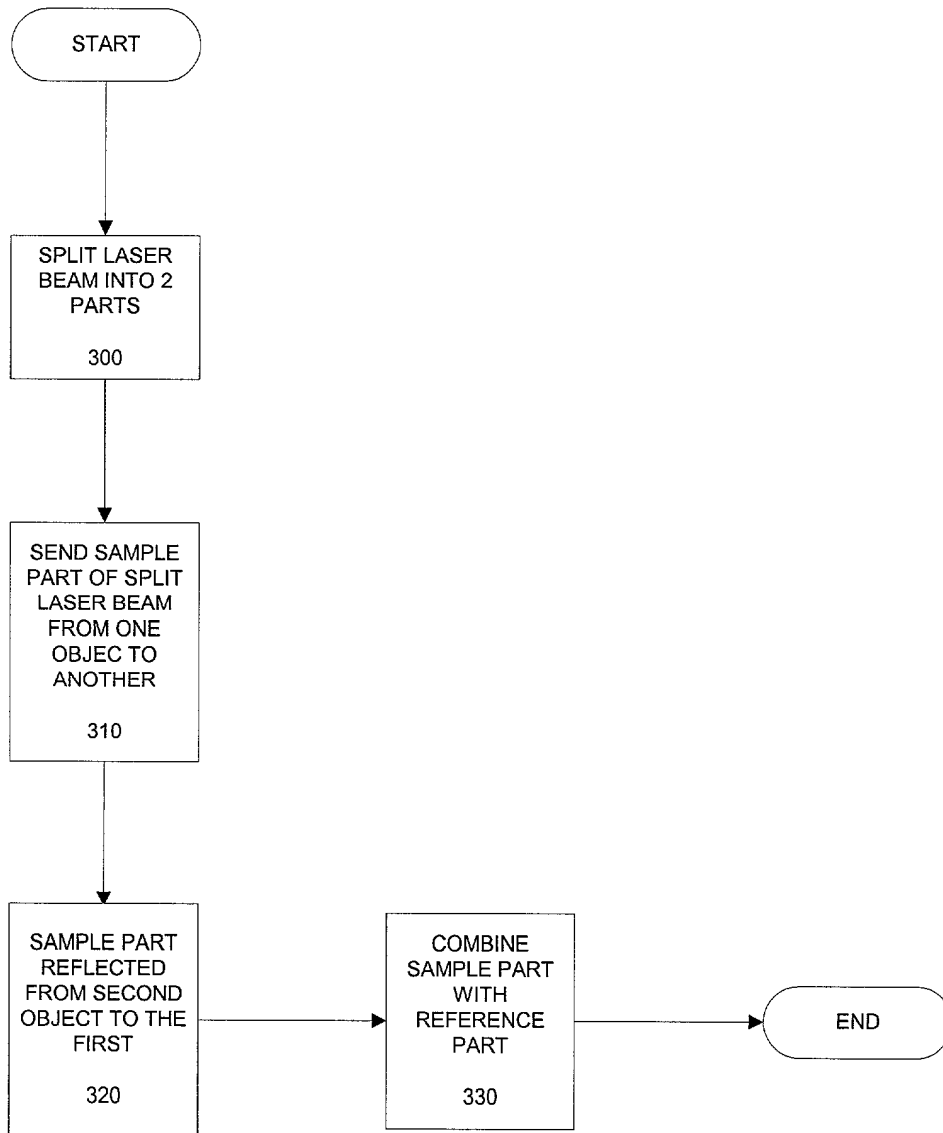 START
SPLIT LASER
BEAM INTO 2
PARTS
300
SEND SAMPLE
PART OF SPLIT
LASER BEAM
FROM ONE
OBJEC TO
ANOTHER
310
SAMPLE PART
REFLECTED
FROM SECOND
OBJECT TO THE
FIRST
320
COMBINE
SAMPLE PART
WITH
REFERENCE
PART
330
END